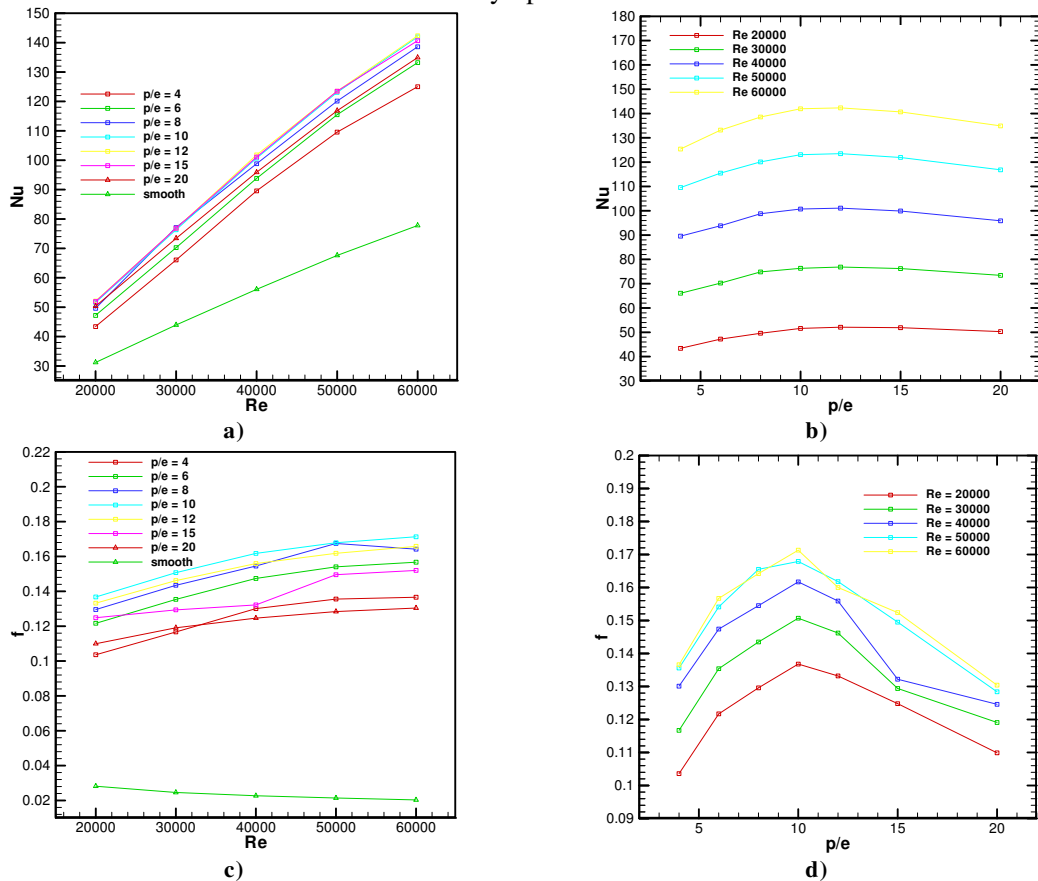 150
140
130
120
110
100
90
80
70
60
50
40
30
Nu
p/e = 4
p/e = 6
p/e = 8
p/e = 10
p/e = 12
p/e = 15
p/e = 20
smooth
20000 30000 40000 50000 60000
Re
a)
180
170
160
150
140
130
120
110
100
90
80
70
60
50
40
30
Nu
Re 20000
Re 30000
Re 40000
Re 50000
Re 60000
5 10 15 20
p/e
b)
0.22
0.2
0.18
0.16
0.14
0.12
0.1
0.08
0.06
0.04
0.02
f
p/e = 4
p/e = 6
p/e = 8
p/e = 10
p/e = 12
p/e = 15
p/e = 20
smooth
20000 30000 40000 50000 60000
Re
c)
0.2
0.19
0.18
0.17
0.16
0.15
0.14
0.13
0.12
0.11
0.1
0.09
f
Re = 20000
Re = 30000
Re = 40000
Re = 50000
Re = 60000
5 10 15 20
p/e
d)